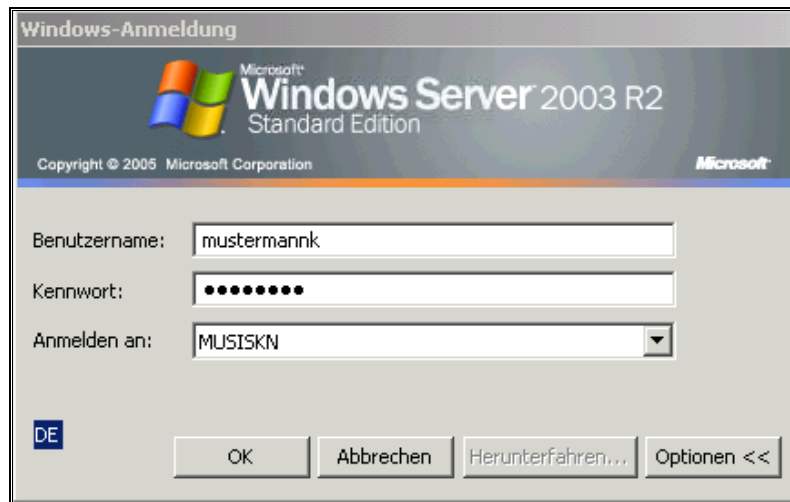 Windows-Anmeldung
Microsoft
Windows Server 2003 R2
Standard Edition
Copyright © 2005 Microsoft Corporation
Microsoft
Benutzername: mustermannk
Kennwort: ●●●●●●●●
Anmelden an: MUSISKN
DE
OK Abbrechen Herunterfahren... Optionen <<